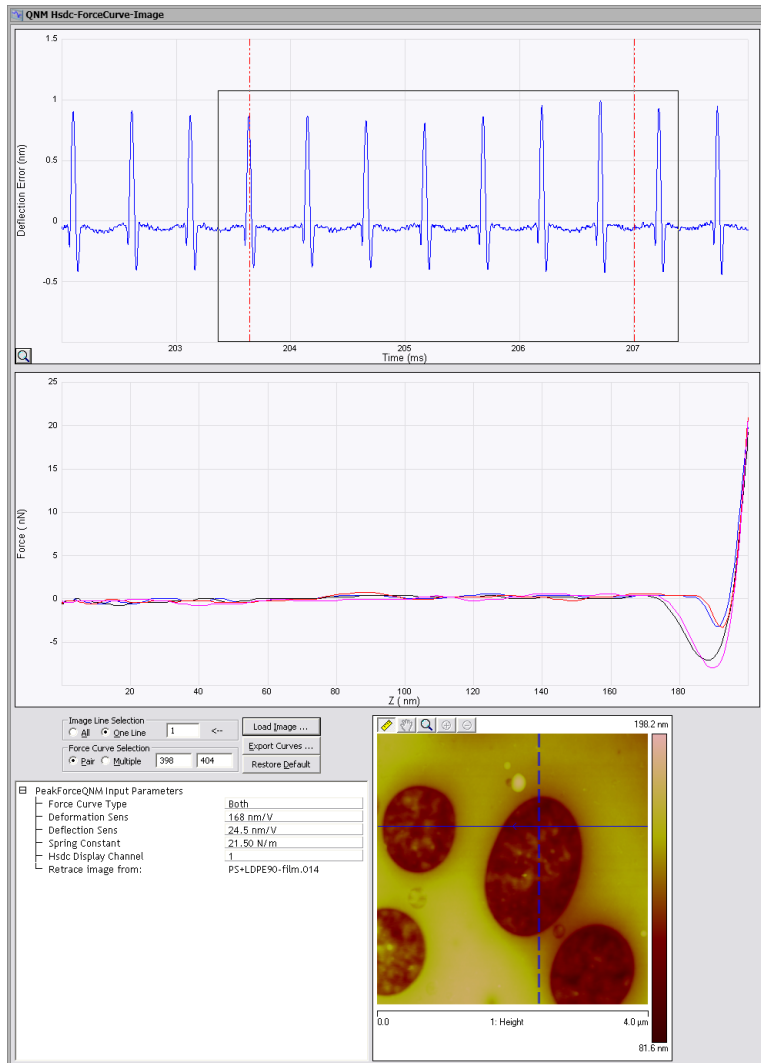 QNM Hsdc-ForceCurve-Image
1.5
1
0.5
0
-0.5
Deflection Error (nm)
203 204 205 206 207
Time (ms)
25
20
15
10
5
0
-5
Force ( nN)
20 40 60 80 100 120 140 160 180
Z ( nm)
Image Line Selection
All One Line 1 <--
Load Image ...
Force Curve Selection
Pair Multiple 398 404
Export Curves ...
Restore Default
PeakForceQNM Input Parameters
Force Curve Type Both
Deformation Sens 168 nm/V
Deflection Sens 24.5 nm/V
Spring Constant 21.50 N/m
Hsdc Display Channel 1
Retrace image from: PS+LDPE90-film.014
198.2 nm
0.0 1: Height 4.0 µm
81.6 nm